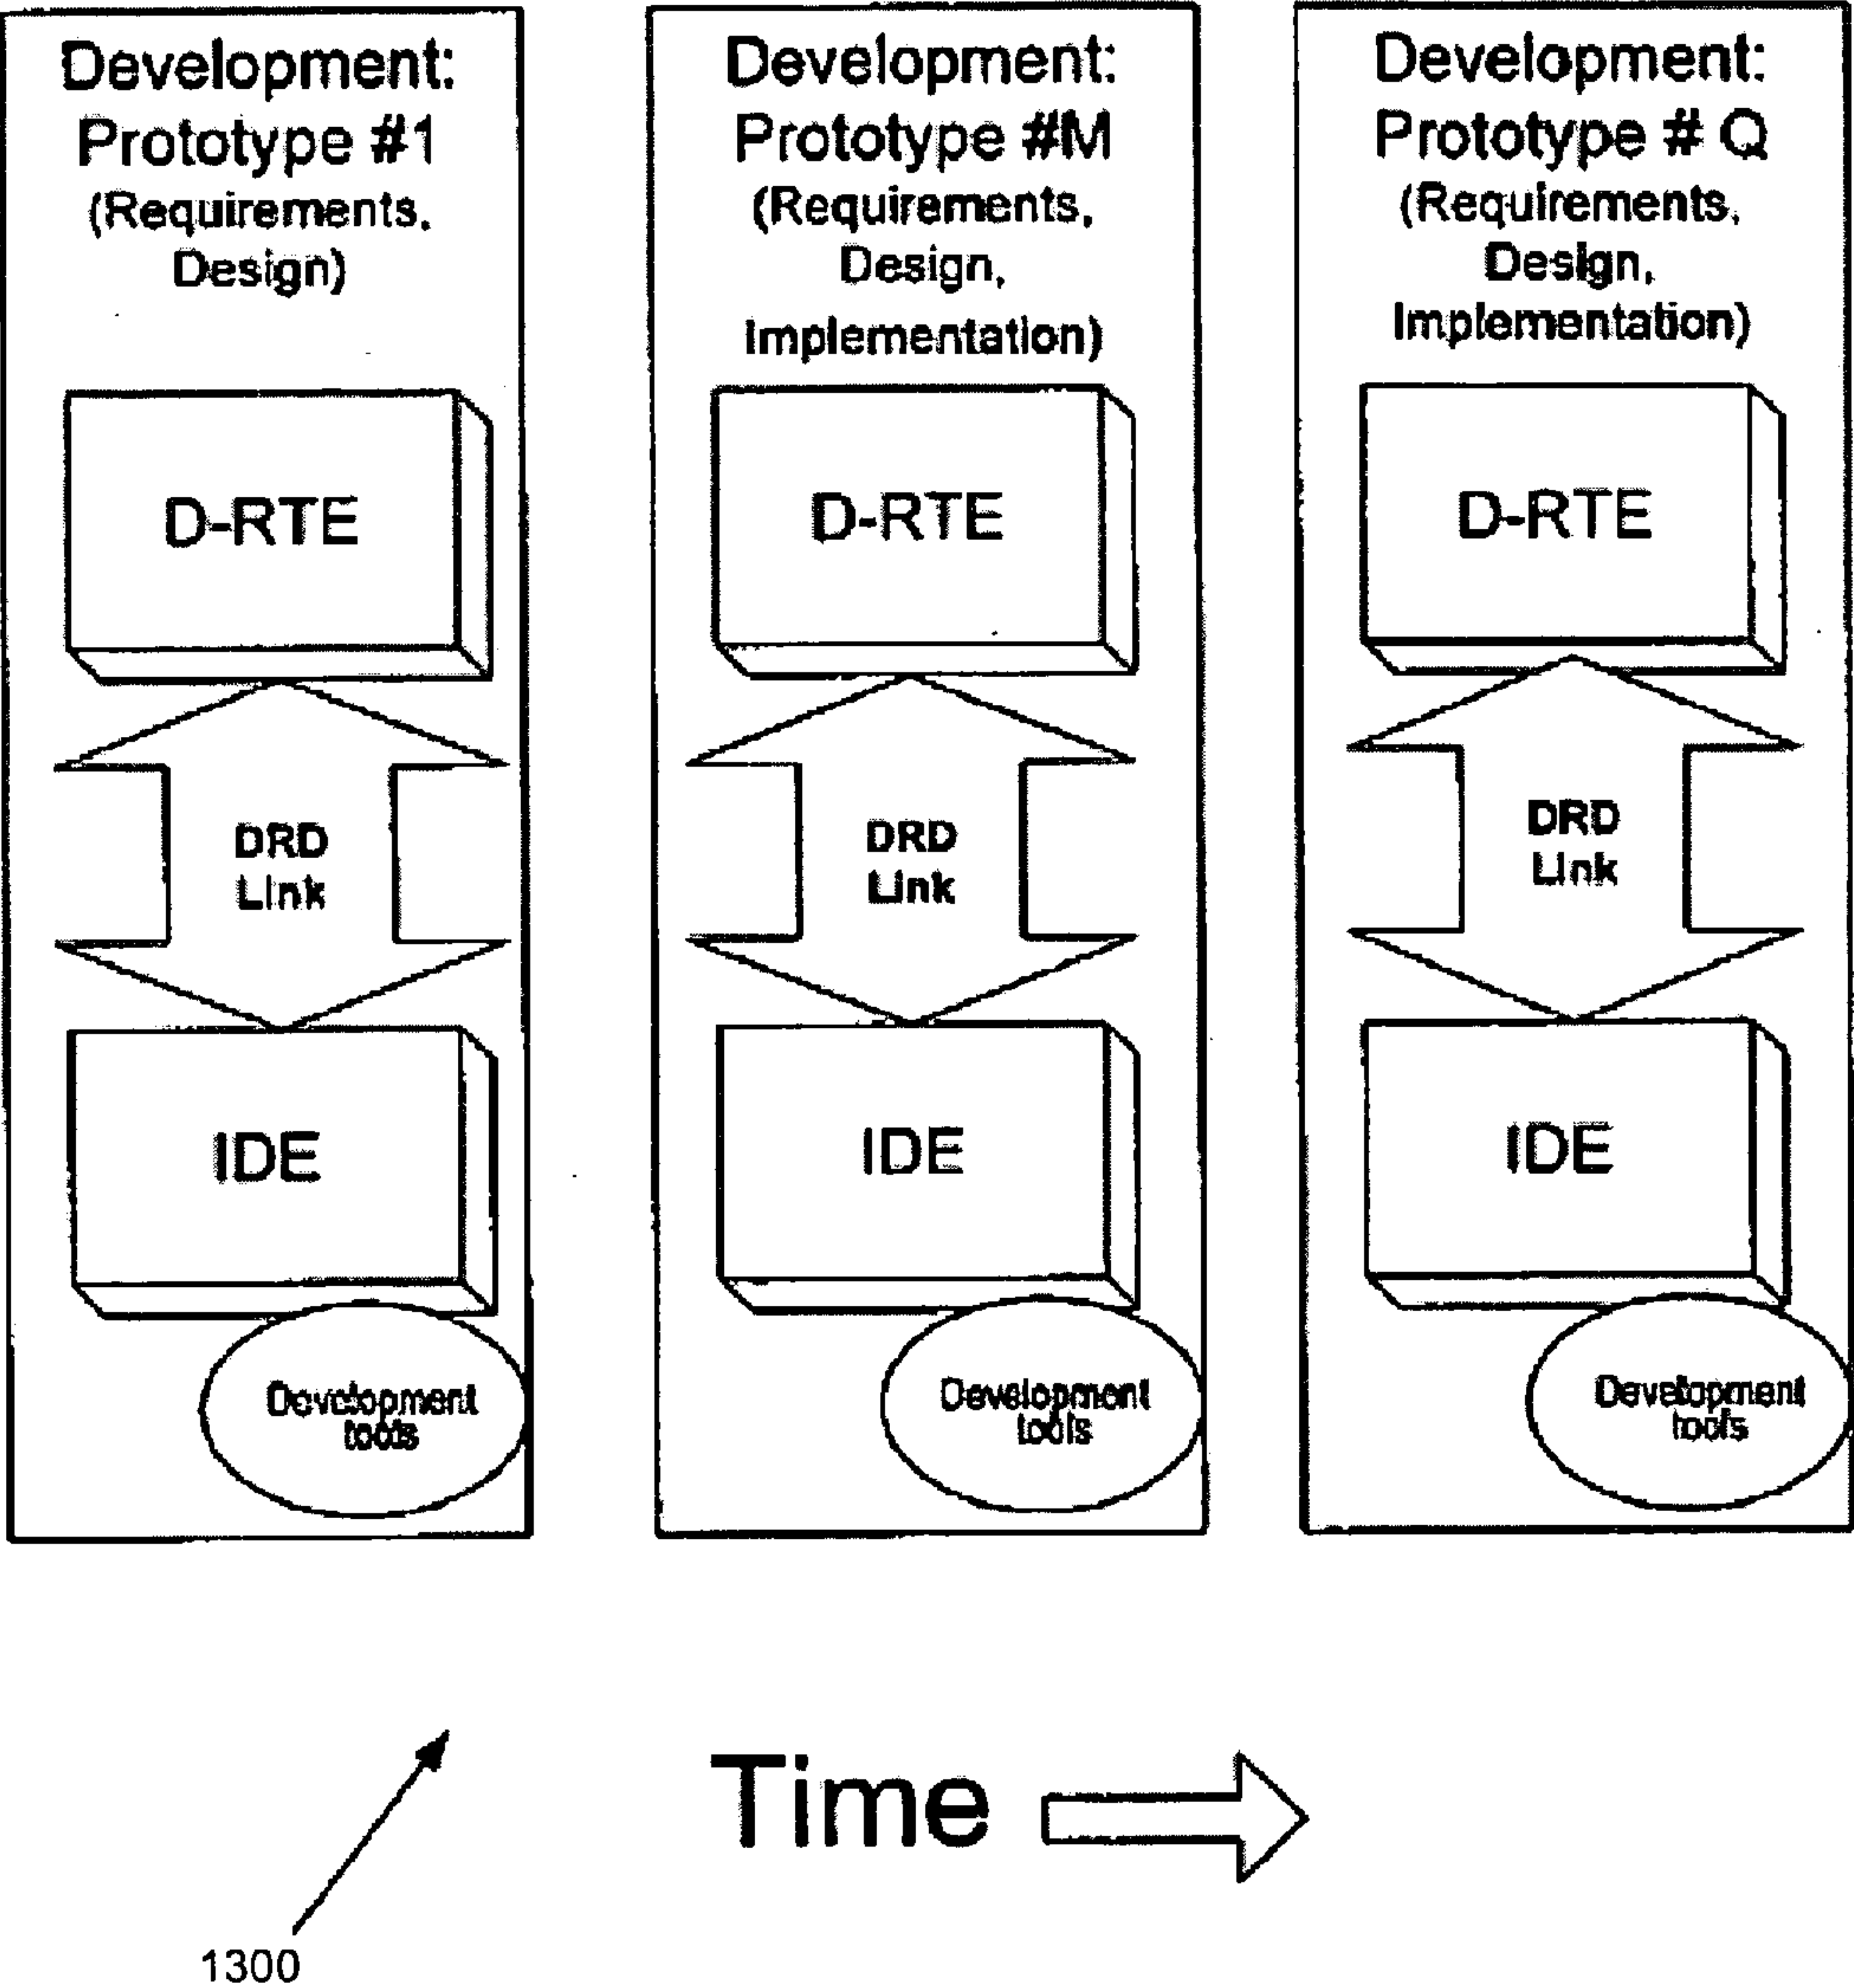 Development:
Prototype #1
(Requirements,
Design)
D-RTE
DRD
Link
IDE
Development
tools
Development:
Prototype #M
(Requirements,
Design,
Implementation)
D-RTE
DRD
Link
IDE
Development
tools
Development:
Prototype # Q
(Requirements,
Design,
Implementation)
D-RTE
DRD
Link
IDE
Development
tools
Time
1300